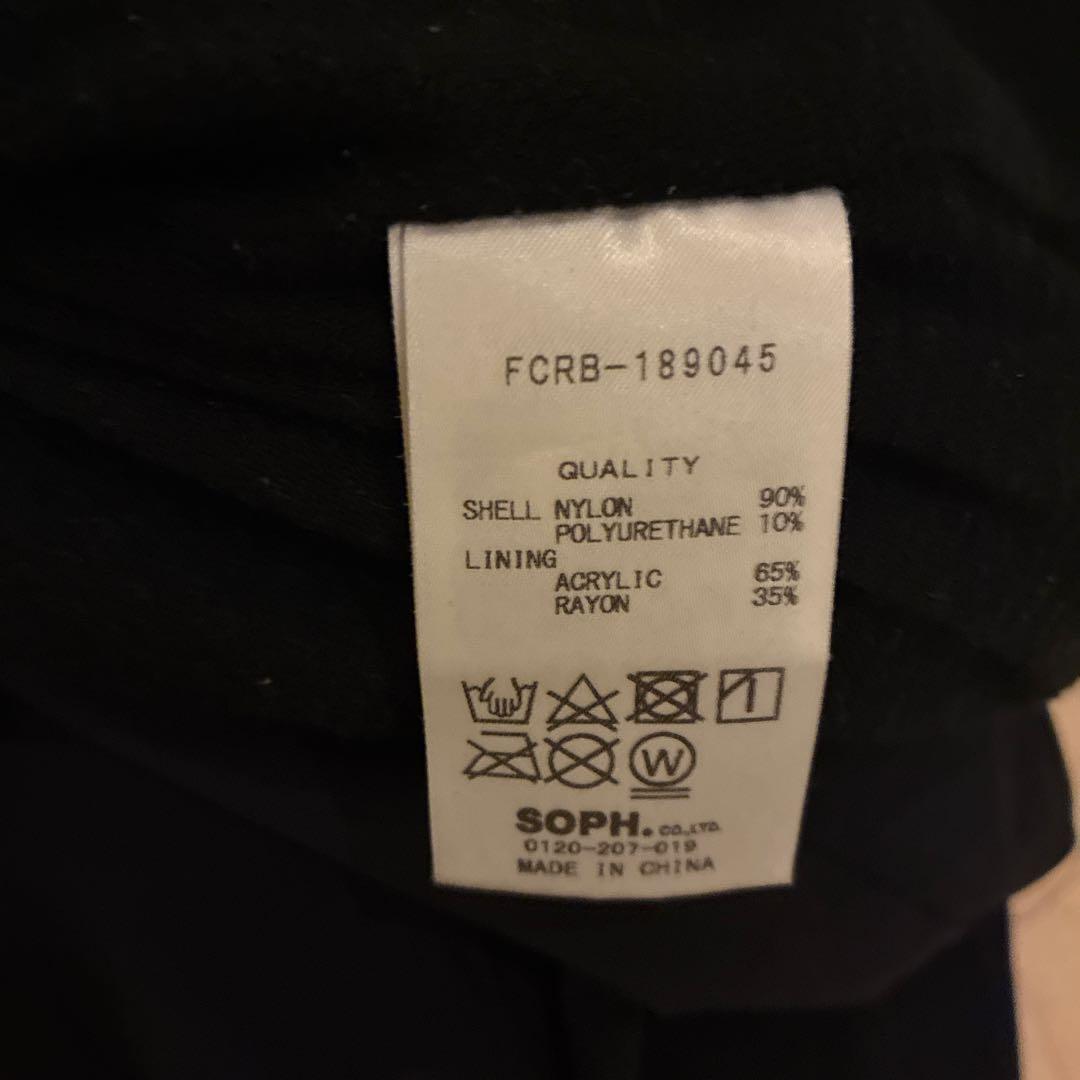 FCRB-189045
QUALITY
SHELL NYLON 90%
POLYURETHANE 10%
LINING
ACRYLIC 65%
RAYON 35%
W
SOPH. CO.,LTD.
0120-207-019
MADE IN CHINA